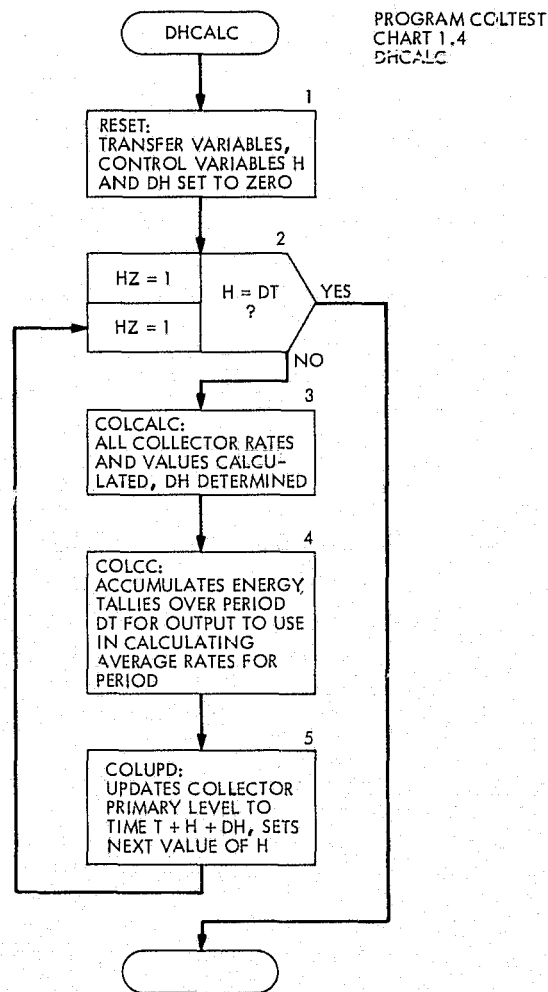 DHCALC
PROGRAM COLTEST
CHART 1.4
DHCALC
1
RESET:
TRANSFER VARIABLES,
CONTROL VARIABLES H
AND DH SET TO ZERO
2
HZ = 1
HZ = 1
H = DT
?
YES
NO
3
COLCALC:
ALL COLLECTOR RATES
AND VALUES CALCU-
LATED, DH DETERMINED
4
COLCC:
ACCUMULATES ENERGY,
TALLIES OVER PERIOD
DT FOR OUTPUT TO USE
IN CALCULATING
AVERAGE RATES FOR
PERIOD
5
COLUPD:
UPDATES COLLECTOR
PRIMARY LEVEL TO
TIME T + H + DH, SETS
NEXT VALUE OF H